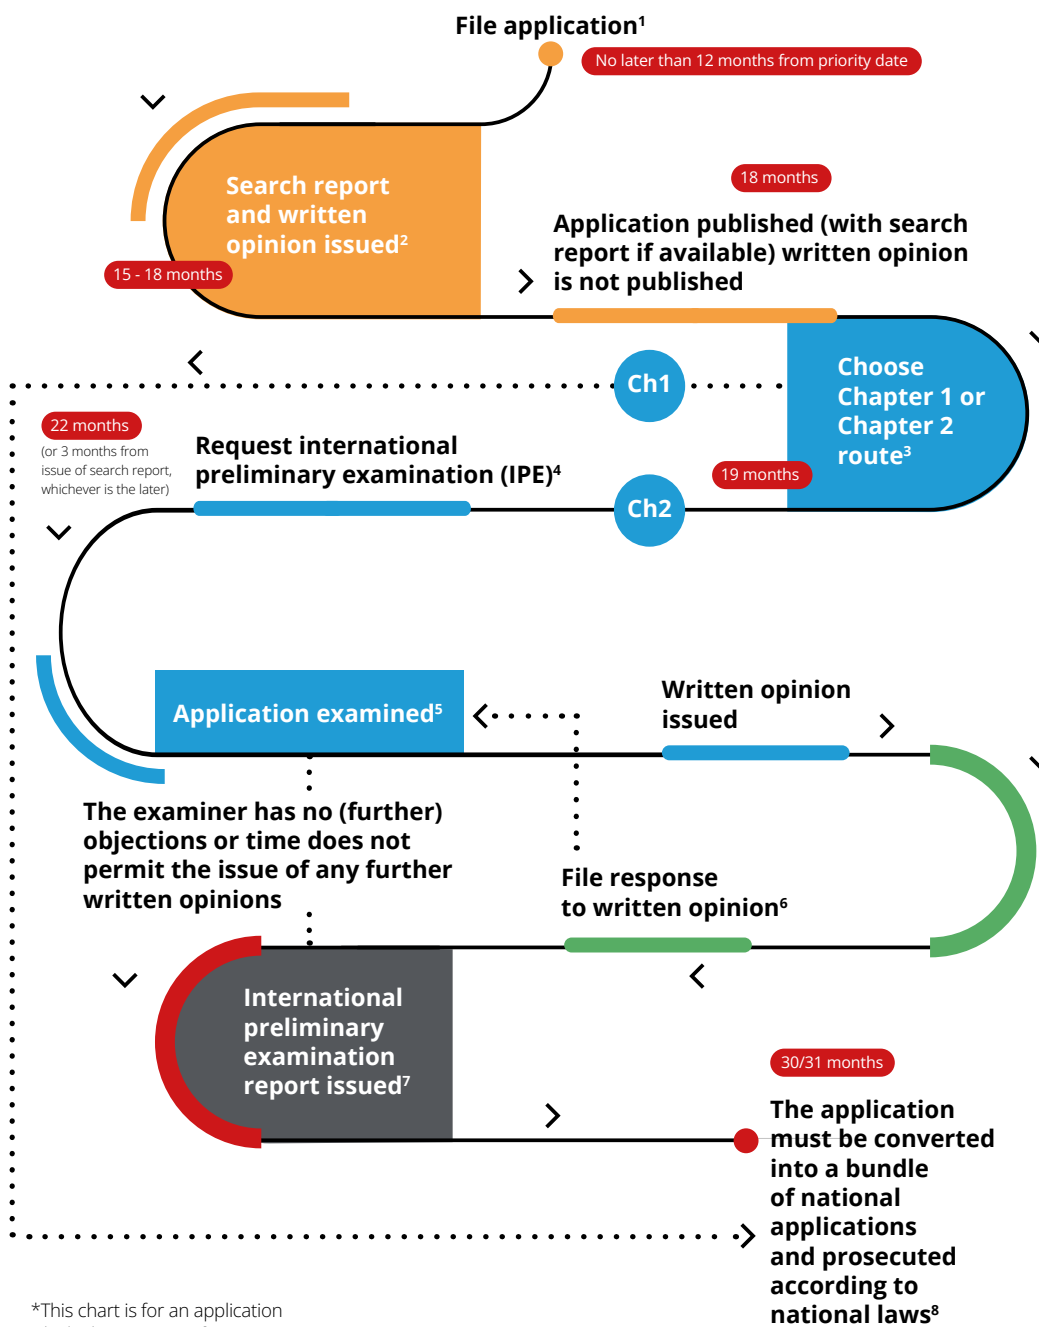 File application¹
No later than 12 months from priority date
Search report
and written
opinion issued²
15 - 18 months
18 months
Application published (with search
report if available) written opinion
is not published
Ch1
Choose
Chapter 1 or
Chapter 2
route³
19 months
22 months
(or 3 months from
issue of search report,
whichever is the later)
Request international
preliminary examination (IPE)⁴
Ch2
Application examined⁵
Written opinion
issued
The examiner has no (further)
objections or time does not
permit the issue of any further
written opinions
File response
to written opinion⁶
International
preliminary
examination
report issued⁷
30/31 months
The application
must be converted
into a bundle
of national
applications
and prosecuted
according to
national laws⁸
*This chart is for an application